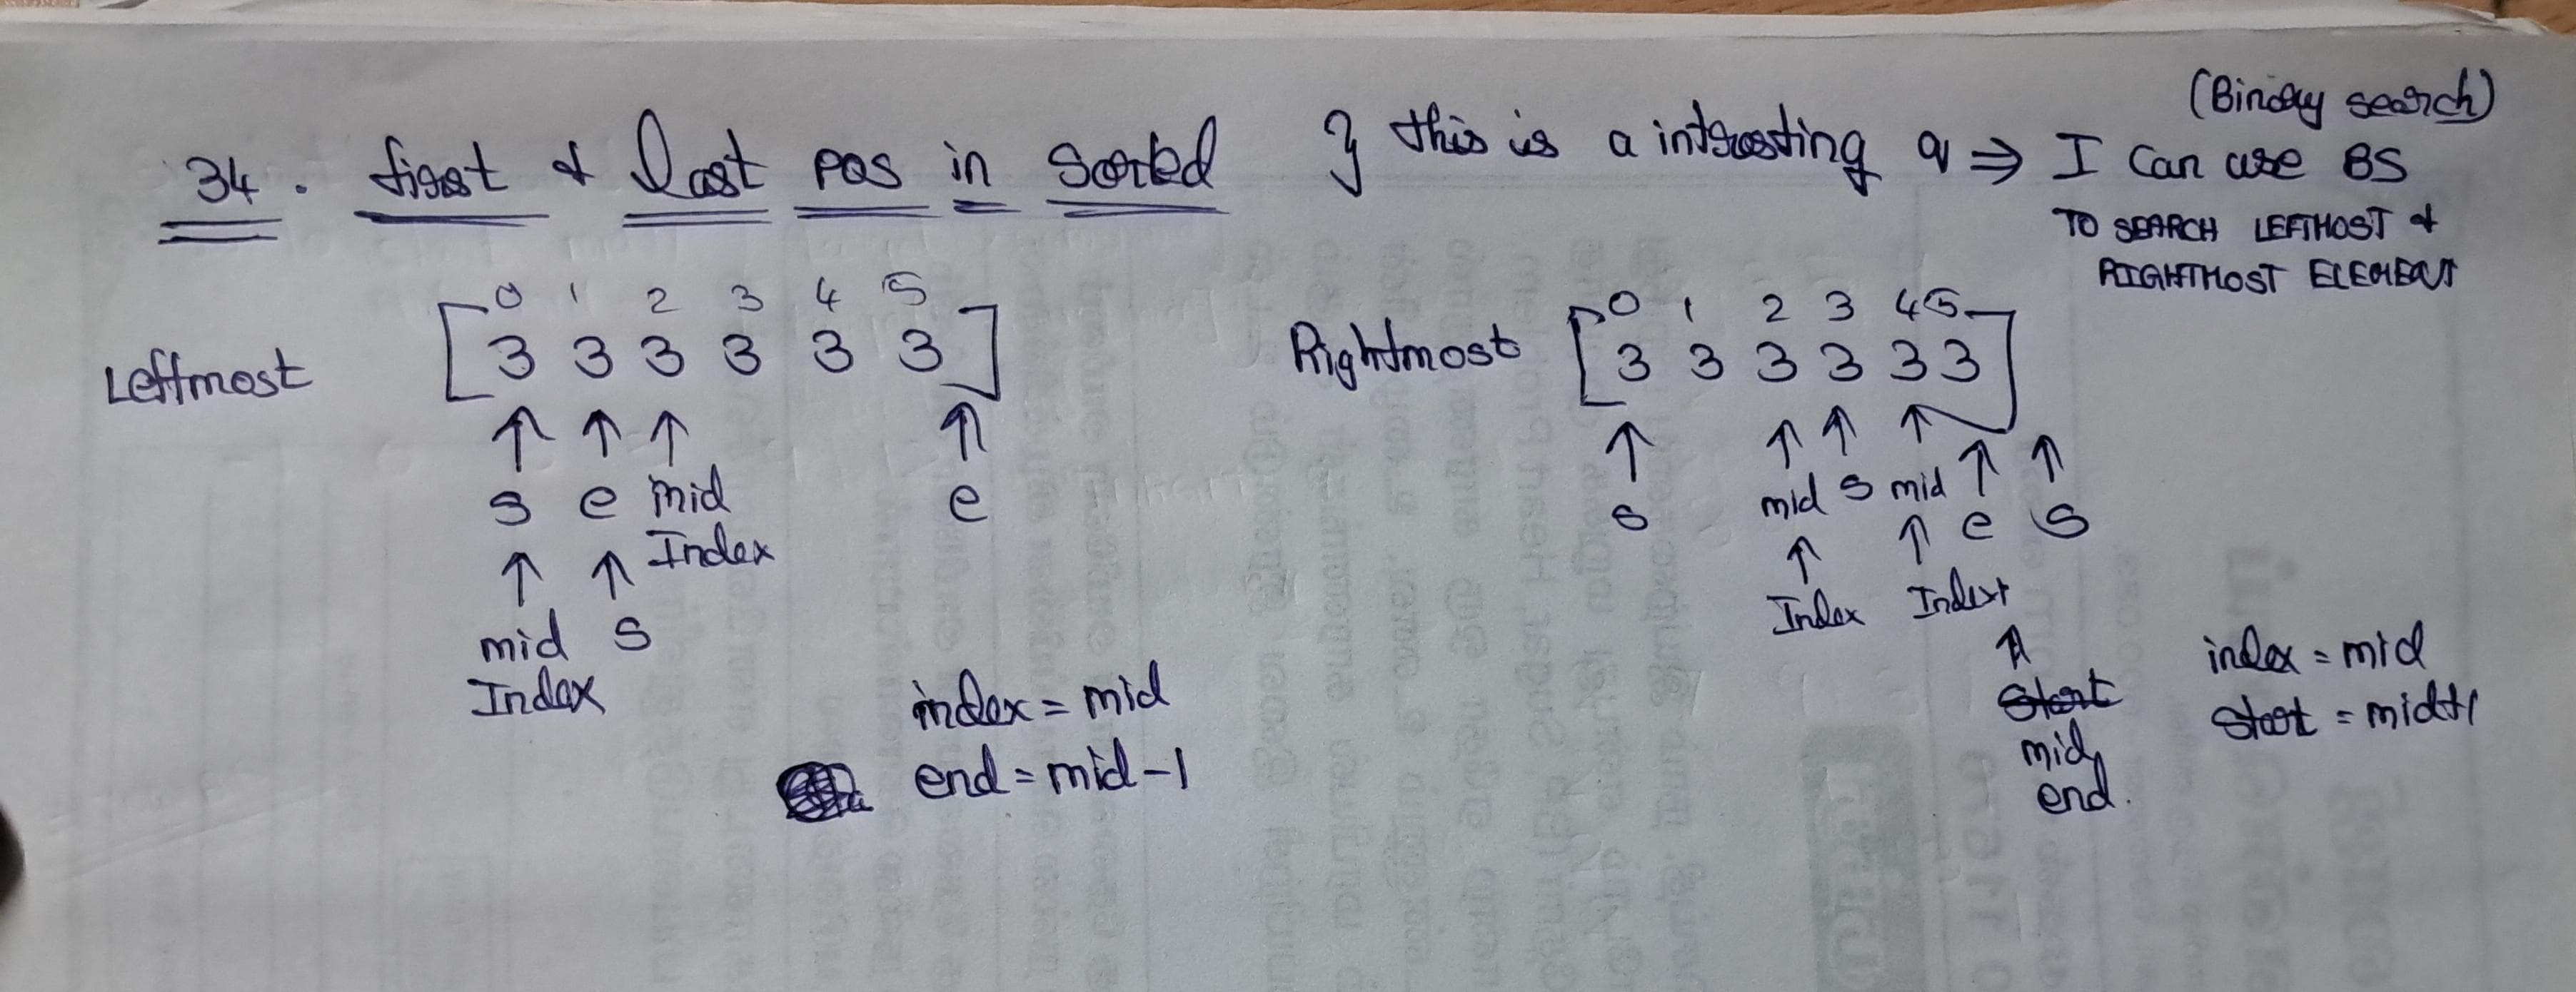 (Binary search)
34. first & last pos in sorted } this is a interesting q ⇒ I can use BS
TO SEARCH LEFTMOST &
RIGHTMOST ELEMENT
0 1 2 3 4 5
Leftmost [3 3 3 3 3 3]
↑ ↑ ↑ ↑
s e mid e
Index
↑ ↑
mid s
Index
index = mid
end = mid-1
0 1 2 3 4 5
Rightmost [3 3 3 3 3 3]
↑ ↑ ↑ ↑ ↑ ↑
s mid s mid e s
↑ ↑
Index Index
↑
start
mid
end.
index = mid
start = mid+1